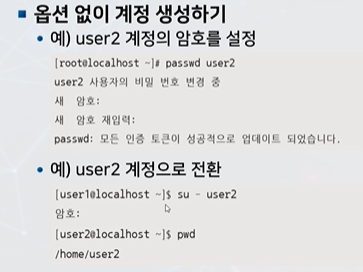 ▪ 옵션 없이 계정 생성하기
• 예) user2 계정의 암호를 설정
[root@localhost ~]# passwd user2
user2 사용자의 비밀 번호 변경 중
새 암호:
새 암호 재입력:
passwd: 모든 인증 토큰이 성공적으로 업데이트 되었습니다.
• 예) user2 계정으로 전환
[user1@localhost ~]$ su - user2
암호:
[user2@localhost ~]$ pwd
/home/user2